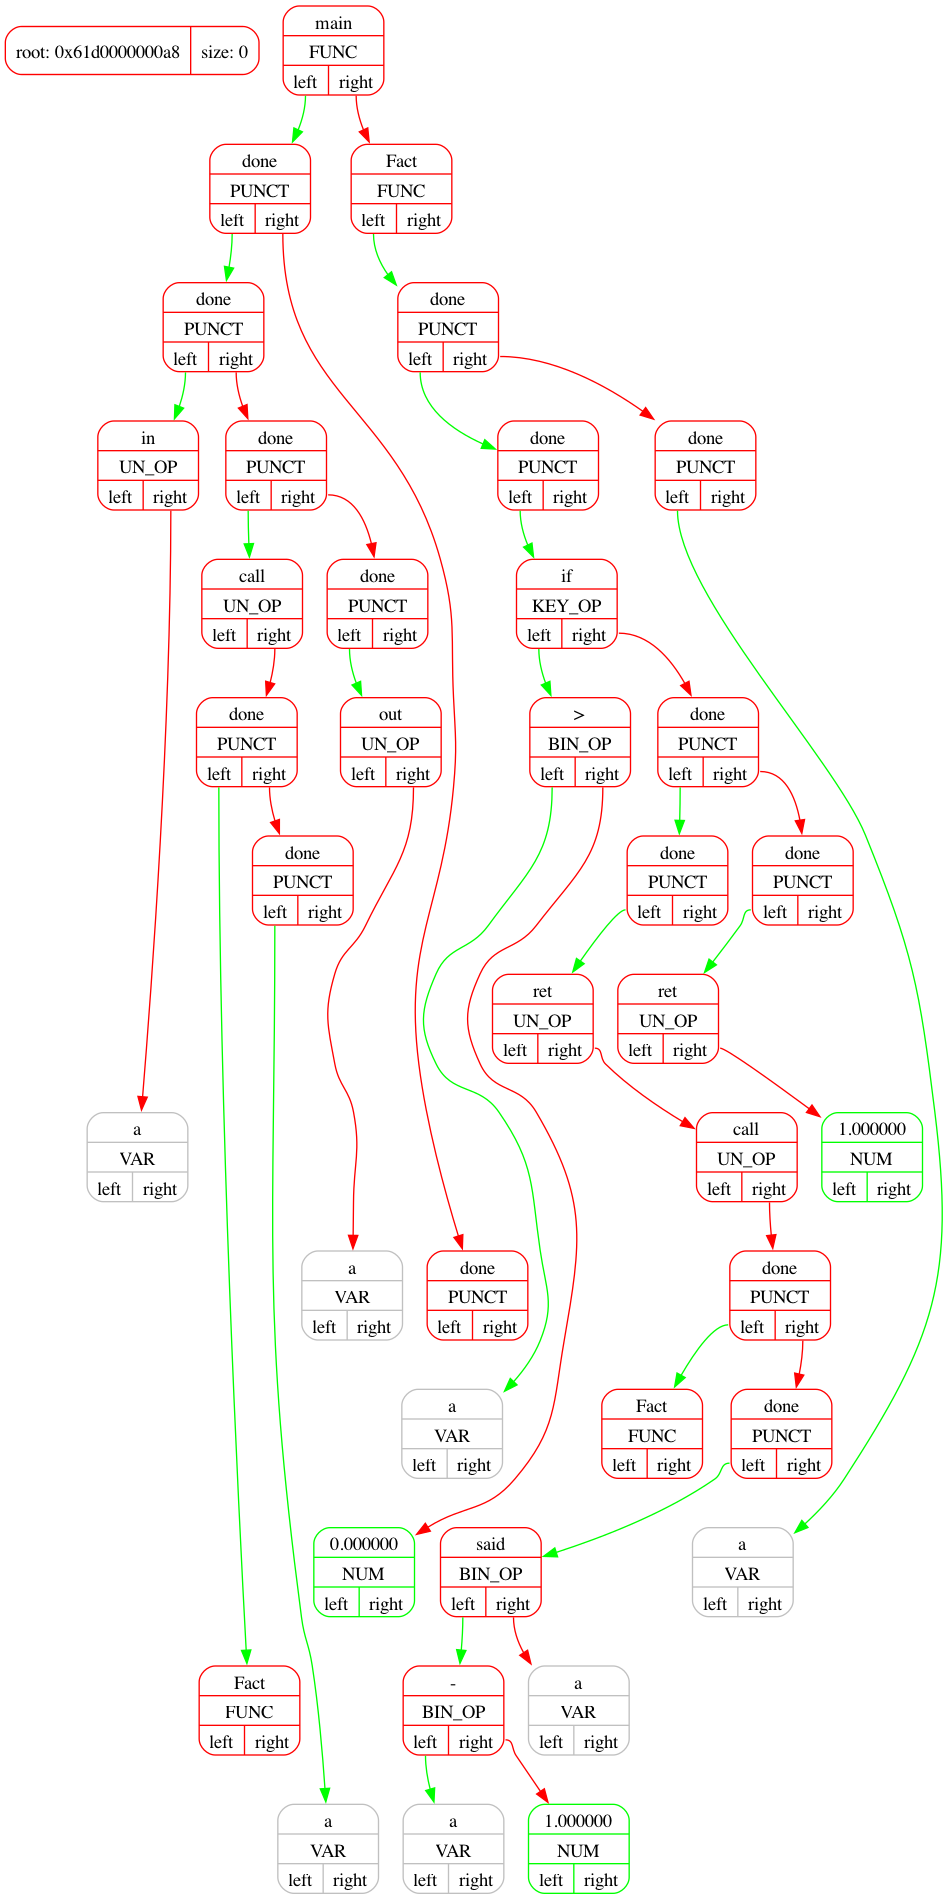 root: 0x61d0000000a8 size: 0
main
FUNC
left right
done
PUNCT
left right
Fact
FUNC
left right
done
PUNCT
left right
done
PUNCT
left right
in
UN_OP
left right
done
PUNCT
left right
done
PUNCT
left right
done
PUNCT
left right
call
UN_OP
left right
done
PUNCT
left right
if
KEY_OP
left right
done
PUNCT
left right
out
UN_OP
left right
>
BIN_OP
left right
done
PUNCT
left right
done
PUNCT
left right
done
PUNCT
left right
done
PUNCT
left right
ret
UN_OP
left right
ret
UN_OP
left right
a
VAR
left right
call
UN_OP
left right
1.000000
NUM
left right
a
VAR
left right
done
PUNCT
left right
done
PUNCT
left right
a
VAR
left right
Fact
FUNC
left right
done
PUNCT
left right
0.000000
NUM
left right
said
BIN_OP
left right
a
VAR
left right
Fact
FUNC
left right
-
BIN_OP
left right
a
VAR
left right
a
VAR
left right
a
VAR
left right
1.000000
NUM
left right